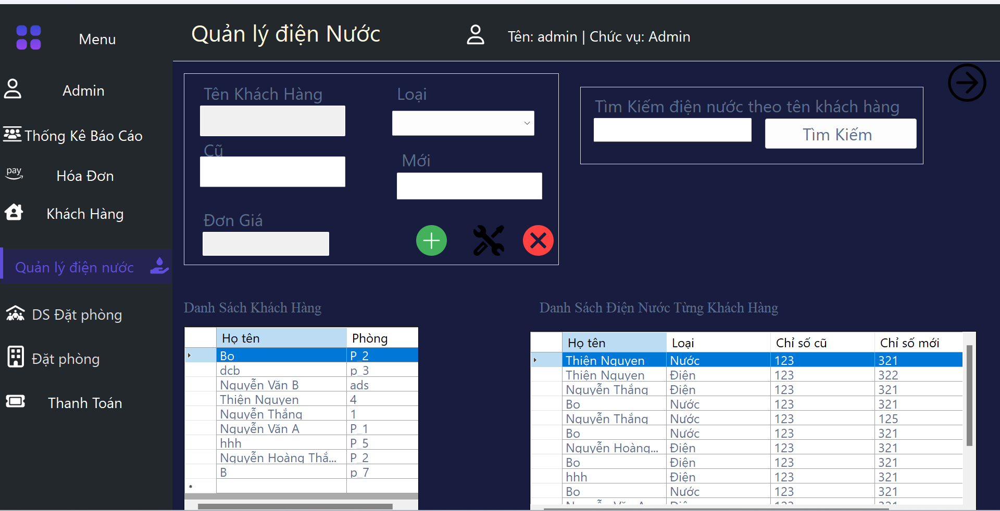 Menu
Quản lý điện Nước
Tên: admin | Chức vụ: Admin
Admin
Thống Kê Báo Cáo
pay
Hóa Đơn
Khách Hàng
Quản lý điện nước
DS Đặt phòng
Đặt phòng
Thanh Toán
Tên Khách Hàng
Loại
Cũ
Mới
Đơn Giá
Tìm Kiếm điện nước theo tên khách hàng
Tìm Kiếm
Danh Sách Khách Hàng
Họ tên Phòng
Bo P_2
dcb p_3
Nguyễn Văn B ads
Thiện Nguyen 4
Nguyễn Thắng 1
Nguyễn Văn A P_1
hhh P_5
Nguyễn Hoàng Thắ... P_2
B p_7
Danh Sách Điện Nước Từng Khách Hàng
Họ tên Loại Chỉ số cũ Chỉ số mới
Thiện Nguyen Nước 123 321
Thiện Nguyen Điện 123 322
Nguyễn Thắng Điện 123 321
Bo Nước 123 321
Nguyễn Thắng Nước 123 125
Bo Nước 123 321
Nguyễn Hoàng... Điện 123 321
Bo Điện 123 321
hhh Điện 123 321
Bo Nước 123 321